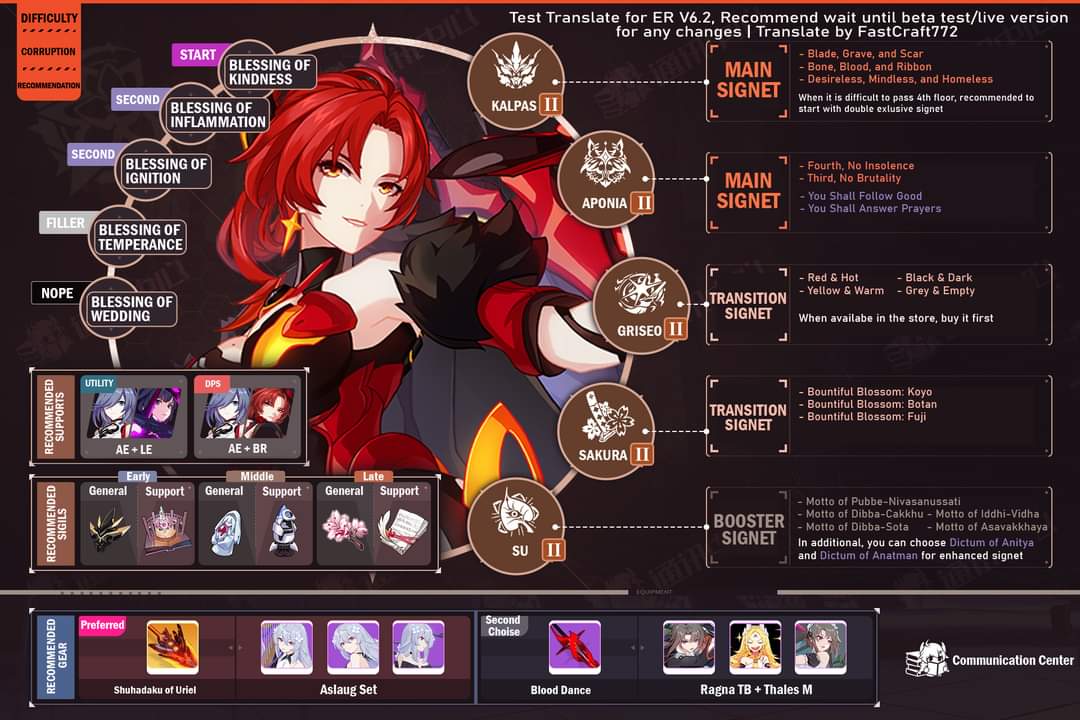 DIFFICULTY
CORRUPTION
RECOMMENDATION
Test Translate for ER V6.2, Recommend wait until beta test/live version
for any changes | Translate by FastCraft772
START
BLESSING OF
KINDNESS
SECOND
BLESSING OF
INFLAMMATION
SECOND
BLESSING OF
IGNITION
FILLER
BLESSING OF
TEMPERANCE
NOPE
BLESSING OF
WEDDING
KALPAS II
MAIN
SIGNET
- Blade, Grave, and Scar
- Bone, Blood, and Ribbon
- Desireless, Mindless, and Homeless
When it is difficult to pass 4th floor, recommended to
start with double exlusive signet
APONIA II
MAIN
SIGNET
- Fourth, No Insolence
- Third, No Brutality
- You Shall Follow Good
- You Shall Answer Prayers
GRISEO II
TRANSITION
SIGNET
- Red & Hot - Black & Dark
- Yellow & Warm - Grey & Empty
When availabe in the store, buy it first
SAKURA II
TRANSITION
SIGNET
- Bountiful Blossom: Koyo
- Bountiful Blossom: Botan
- Bountiful Blossom: Fuji
SU II
BOOSTER
SIGNET
- Motto of Pubbe-Nivasanussati
- Motto of Dibba-Cakkhu - Motto of Iddhi-Vidha
- Motto of Dibba-Sota - Motto of Asavakkhaya
In additional, you can choose Dictum of Anitya
and Dictum of Anatman for enhanced signet
RECOMMENDED
SUPPORTS
UTILITY
AE + LE
DPS
AE + BR
RECOMMENDED
SIGILS
Early
General Support
Middle
General Support
Late
General Support
EQUIPMENT
RECOMMENDED
GEAR
Preferred
Shuhadaku of Uriel
Aslaug Set
Second
Choise
Blood Dance
Ragna TB + Thales M
Communication Center